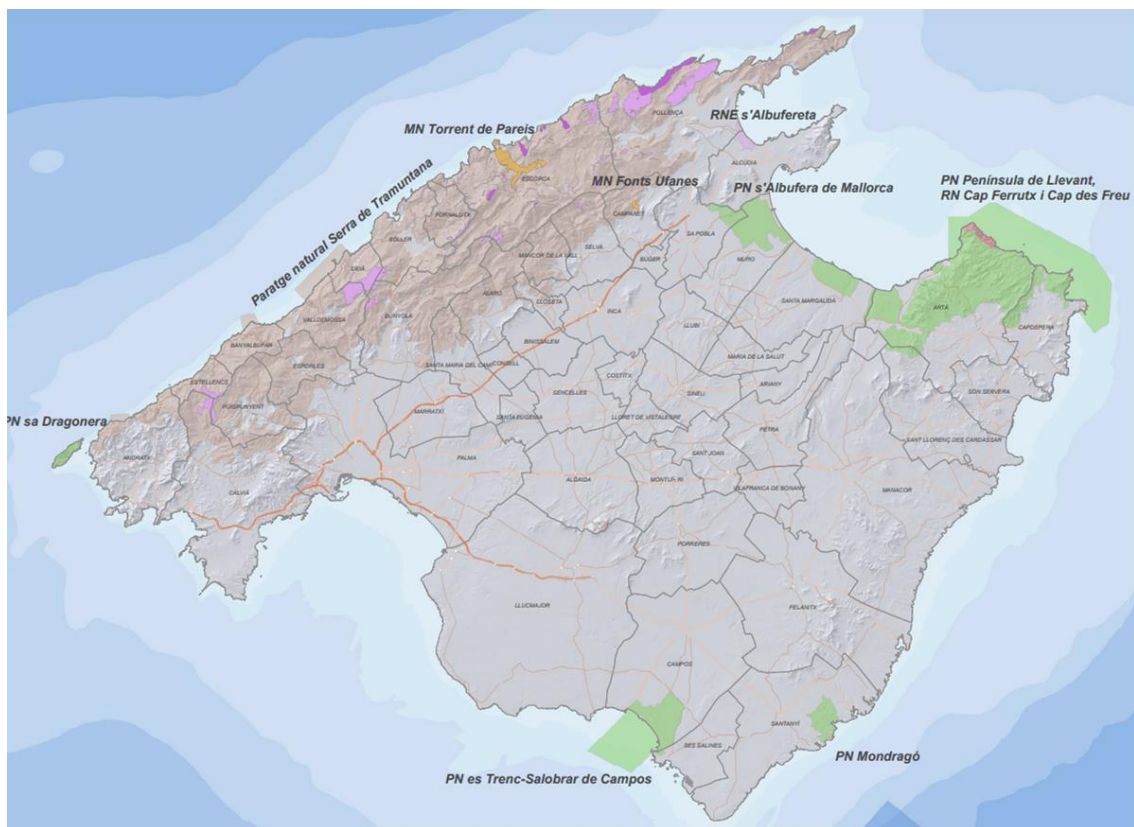 MN Torrent de Pareis
RNE s'Albufereta
POLLENÇA
ALCÚDIA
ESCORCA
MN Fonts Ufanes
PN s'Albufera de Mallorca
PN Península de Llevant,
RN Cap Ferrutx i Cap des Freu
Paratge natural Serra de Tramuntana
CAMPANET
FORNALUTX
SÓLLER
SA POBLA
MURO
SELVA
BÚGER
MANCOR DE LA VALL
DEIÀ
ALARÓ
LLOSETA
INCA
SANTA MARGALIDA
ARTÀ
CAPDEPERA
VALLDEMOSSA
BUNYOLA
LLUBÍ
BANYALBUFAR
BINISSALEM
MARIA DE LA SALUT
ESPORLES
SANTA MARIA DEL CAMÍ
CONSELL
COSTITX
ARIANY
SON SERVERA
ESTELLENCS
PUIGPUNYENT
SENCELLES
SINEU
MARRATXÍ
SANTA EUGÈNIA
LLORET DE VISTALEGRE
PETRA
SANT LLORENÇ DES CARDASSAR
PN sa Dragonera
ANDRATX
PALMA
SANT JOAN
ALGAIDA
MONTUÏRI
VILAFRANCA DE BONANY
MANACOR
CALVIÀ
PORRERES
LLUCMAJOR
FELANITX
CAMPOS
SANTANYÍ
SES SALINES
PN Mondragó
PN es Trenc-Salobrar de Campos